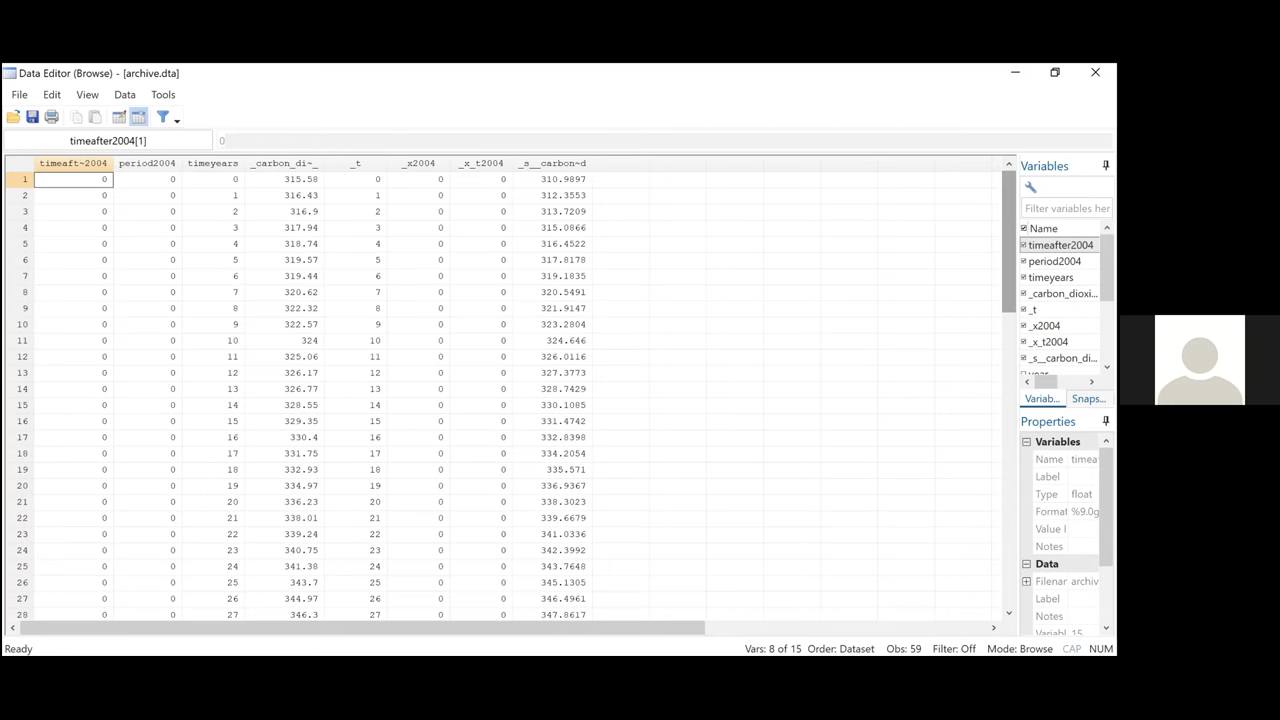 Data Editor (Browse) - [archive.dta]
File Edit View Data Tools
timeafter2004[1] 0
timeaft~2004 period2004 timeyears _carbon_di~_ _t _x2004 _x_t2004 _s__carbon~d
1 0 0 0 315.58 0 0 0 310.9897
2 0 0 1 316.43 1 0 0 312.3553
3 0 0 2 316.9 2 0 0 313.7209
4 0 0 3 317.94 3 0 0 315.0866
5 0 0 4 318.74 4 0 0 316.4522
6 0 0 5 319.57 5 0 0 317.8178
7 0 0 6 319.44 6 0 0 319.1835
8 0 0 7 320.62 7 0 0 320.5491
9 0 0 8 322.32 8 0 0 321.9147
10 0 0 9 322.57 9 0 0 323.2804
11 0 0 10 324 10 0 0 324.646
12 0 0 11 325.06 11 0 0 326.0116
13 0 0 12 326.17 12 0 0 327.3773
14 0 0 13 326.77 13 0 0 328.7429
15 0 0 14 328.55 14 0 0 330.1085
16 0 0 15 329.35 15 0 0 331.4742
17 0 0 16 330.4 16 0 0 332.8398
18 0 0 17 331.75 17 0 0 334.2054
19 0 0 18 332.93 18 0 0 335.571
20 0 0 19 334.97 19 0 0 336.9367
21 0 0 20 336.23 20 0 0 338.3023
22 0 0 21 338.01 21 0 0 339.6679
23 0 0 22 339.24 22 0 0 341.0336
24 0 0 23 340.75 23 0 0 342.3992
25 0 0 24 341.38 24 0 0 343.7648
26 0 0 25 343.7 25 0 0 345.1305
27 0 0 26 344.97 26 0 0 346.4961
28 0 0 27 346.3 27 0 0 347.8617
Variables
Filter variables her
Name
timeafter2004
period2004
timeyears
_carbon_dioxi...
_t
_x2004
_x_t2004
_s__carbon_di...
Variab... Snaps...
Properties
Variables
Name timea
Label
Type float
Format %9.0g
Value l
Notes
Data
Filenar archiv
Label
Notes
Variabl 15
Ready Vars: 8 of 15 Order: Dataset Obs: 59 Filter: Off Mode: Browse CAP NUM